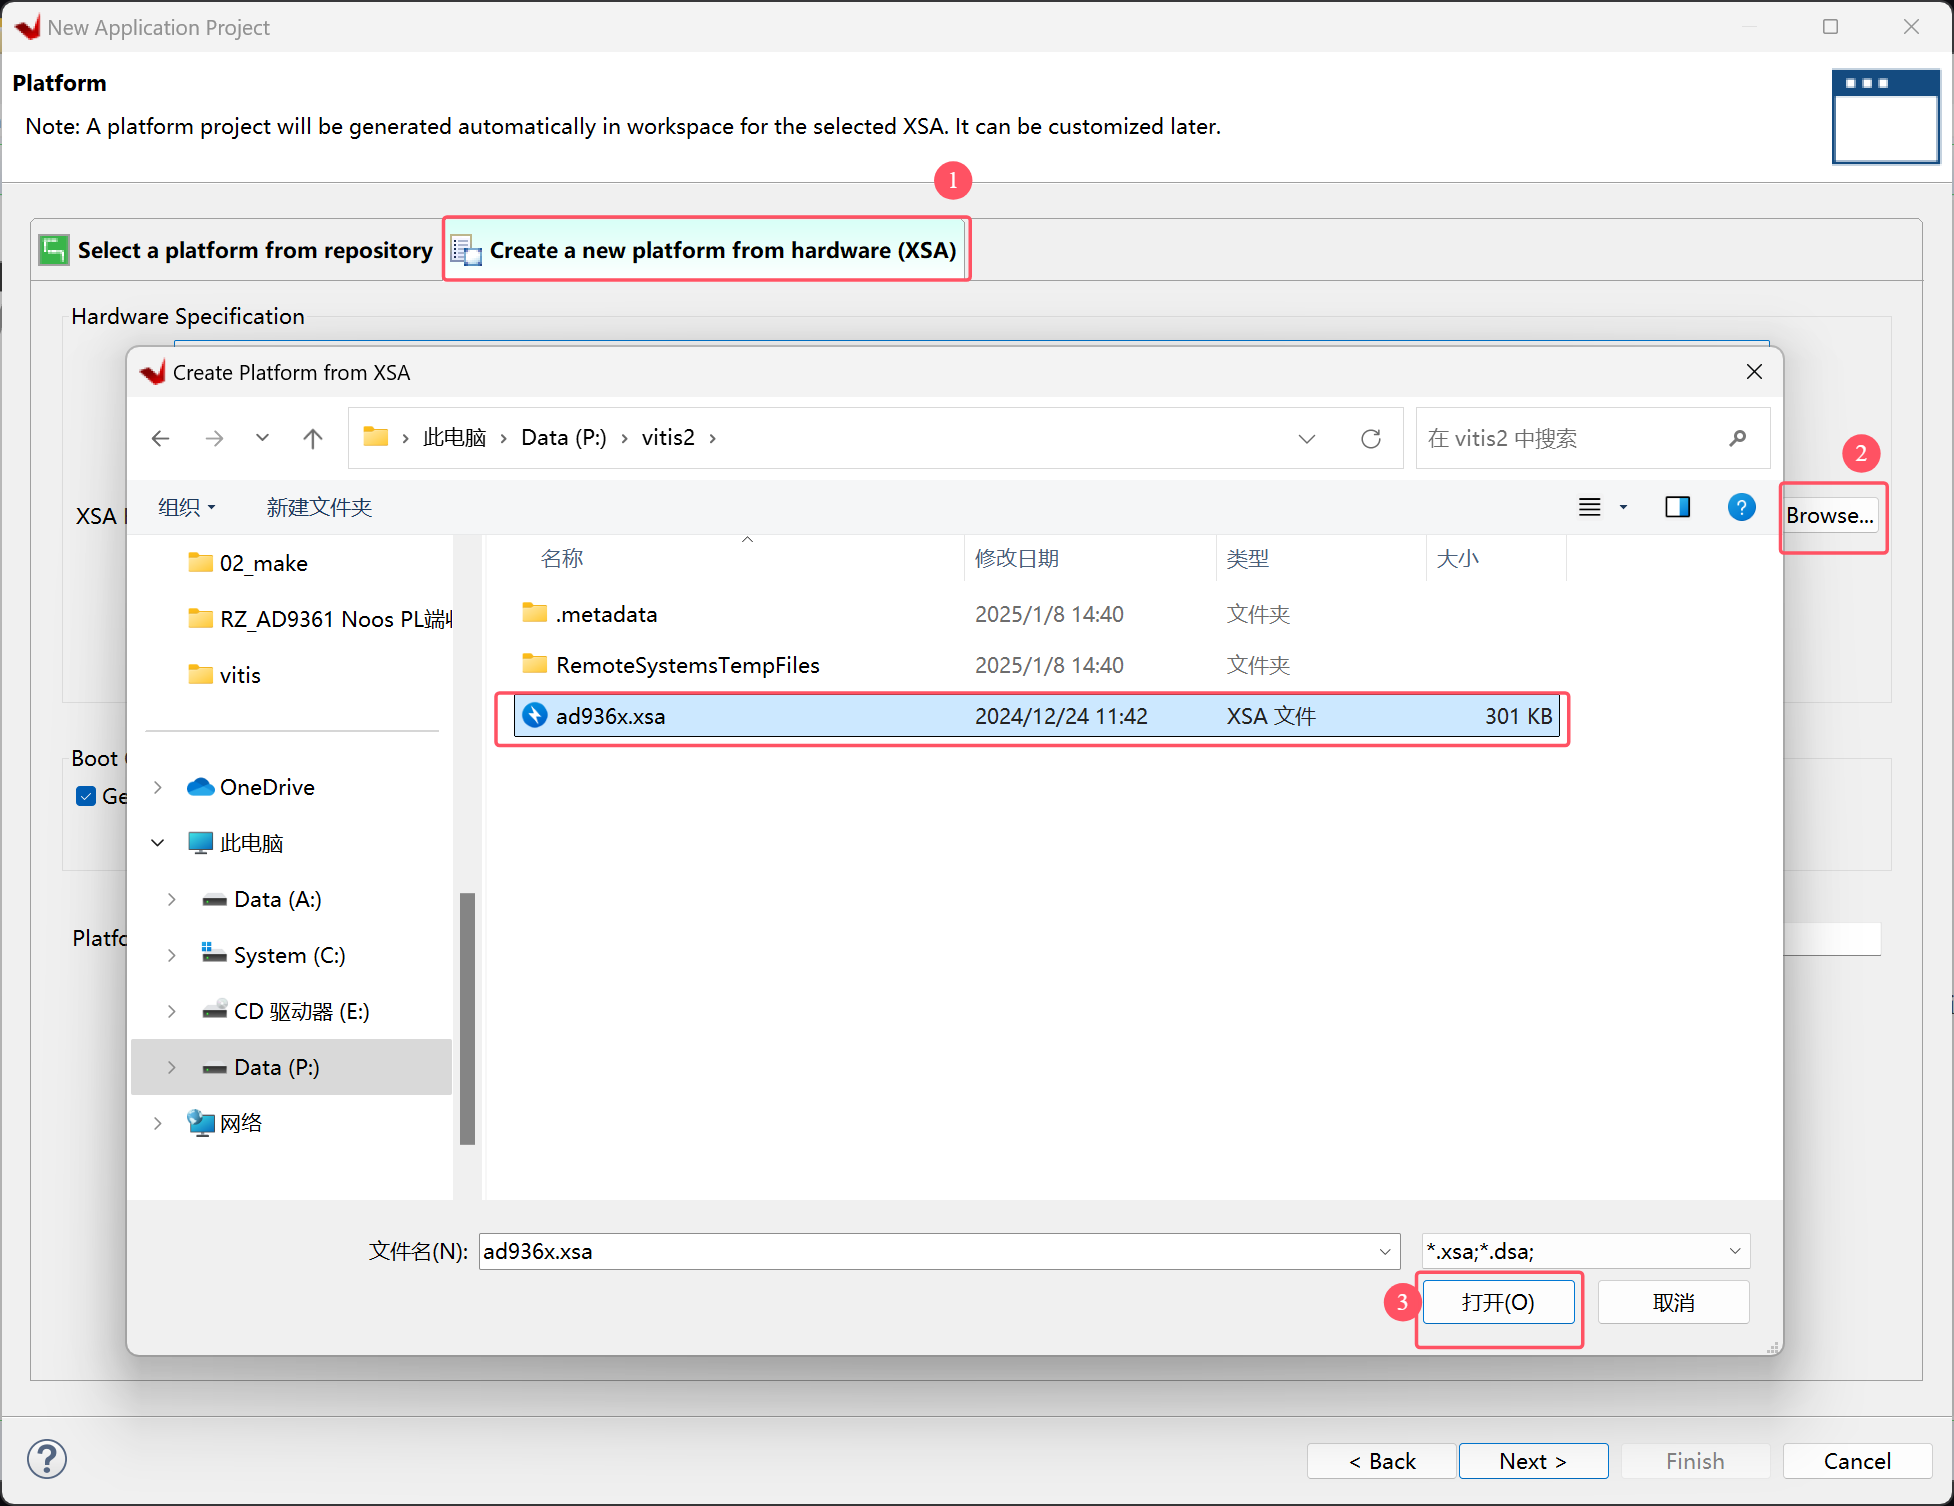 New Application Project
Platform
Note: A platform project will be generated automatically in workspace for the selected XSA. It can be customized later.
1
Select a platform from repository
Create a new platform from hardware (XSA)
Hardware Specification
Create Platform from XSA
此电脑 › Data (P:) › vitis2 ›
在 vitis2 中搜索
2
XSA
组织
新建文件夹
Browse...
名称 修改日期 类型 大小
02_make
RZ_AD9361 Noos PL端
vitis
.metadata 2025/1/8 14:40 文件夹
RemoteSystemsTempFiles 2025/1/8 14:40 文件夹
ad936x.xsa 2024/12/24 11:42 XSA 文件 301 KB
Boot
Ge
OneDrive
此电脑
Data (A:)
System (C:)
CD 驱动器 (E:)
Data (P:)
网络
Platfo
文件名(N): ad936x.xsa
*.xsa;*.dsa;
3
打开(O)
取消
< Back
Next >
Finish
Cancel